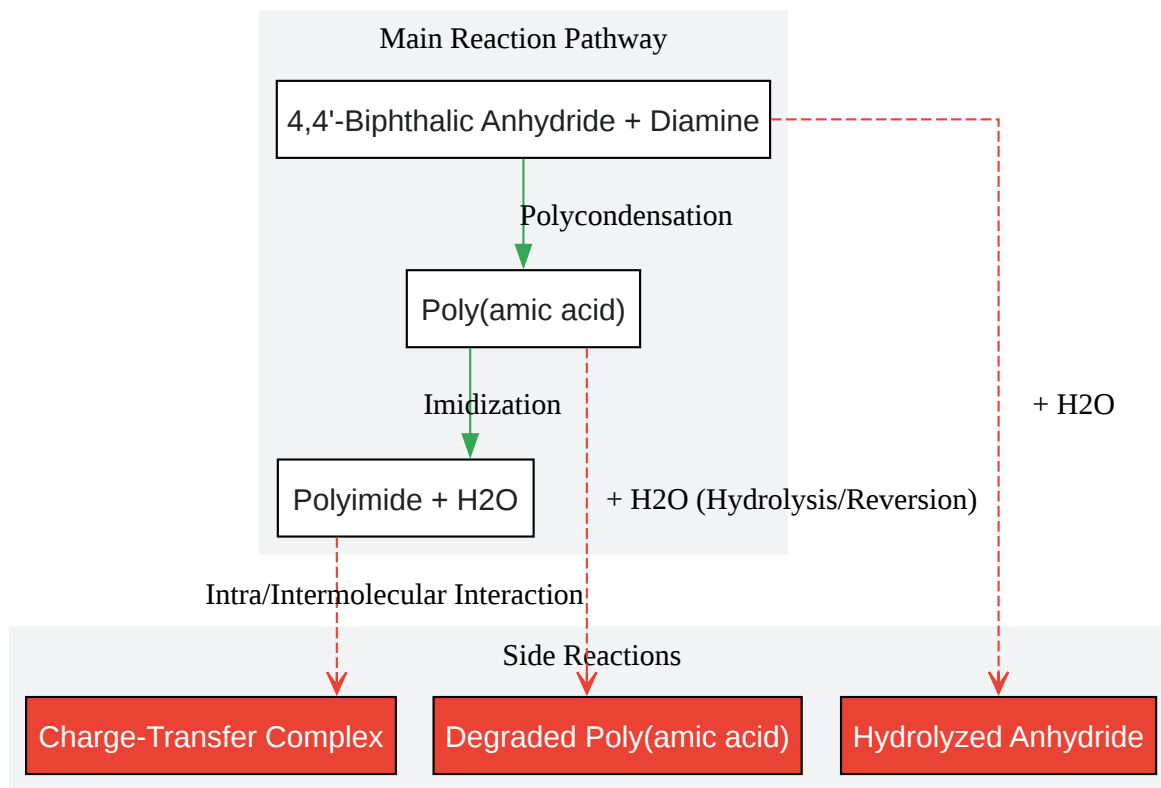 Main Reaction Pathway
4,4'-Biphthalic Anhydride + Diamine
Polycondensation
Poly(amic acid)
Imidization
+ H2O
Polyimide + H2O
+ H2O (Hydrolysis/Reversion)
Intra/Intermolecular Interaction
Side Reactions
Charge-Transfer Complex
Degraded Poly(amic acid)
Hydrolyzed Anhydride